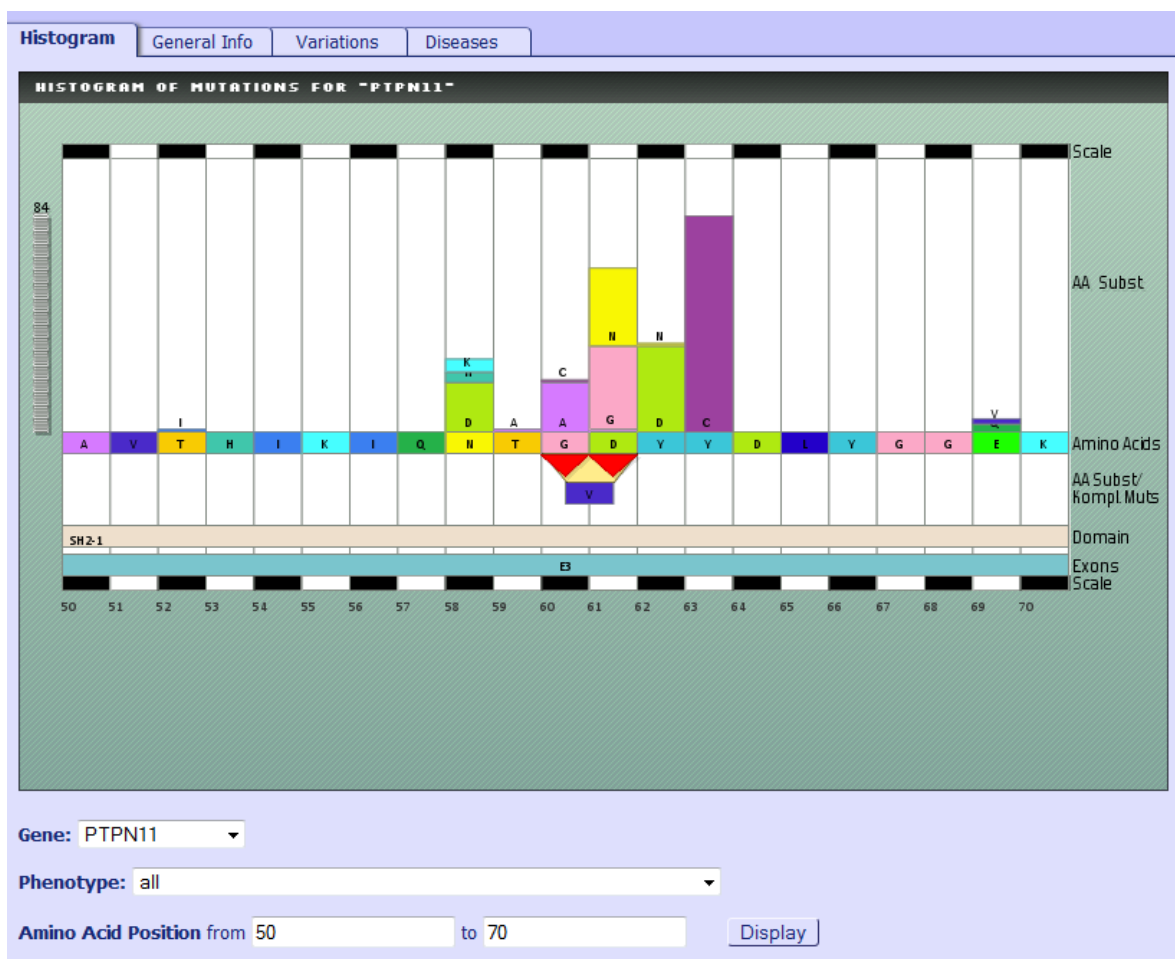 Histogram General Info Variations Diseases
HISTOGRAM OF MUTATIONS FOR "PTPN11"
Scale
84
AA Subst
N N
K
C
I D A A G D C V
A V T H I K I Q N T G D Y Y D L Y G G E K Amino Acids
AA Subst/
V Kompl. Muts
SH2-1 Domain
E3 Exons
Scale
50 51 52 53 54 55 56 57 58 59 60 61 62 63 64 65 66 67 68 69 70
Gene: PTPN11
Phenotype: all
Amino Acid Position from 50 to 70 Display